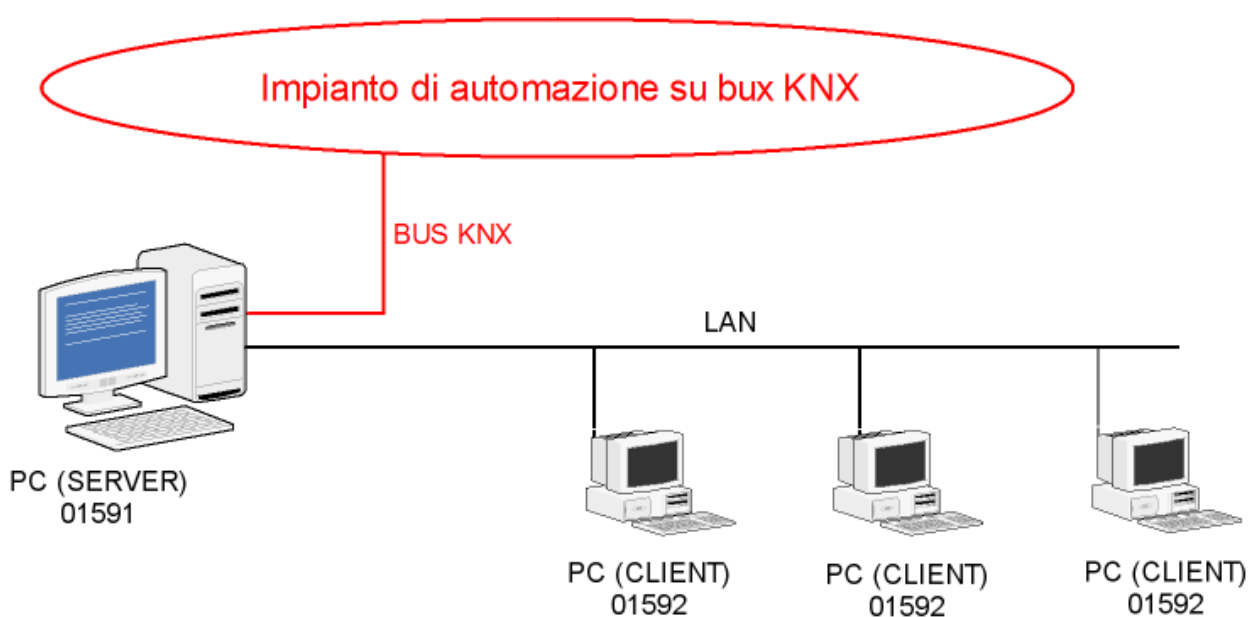 Impianto di automazione su bux KNX
BUS KNX
LAN
PC (SERVER)
01591
PC (CLIENT)
01592
PC (CLIENT)
01592
PC (CLIENT)
01592